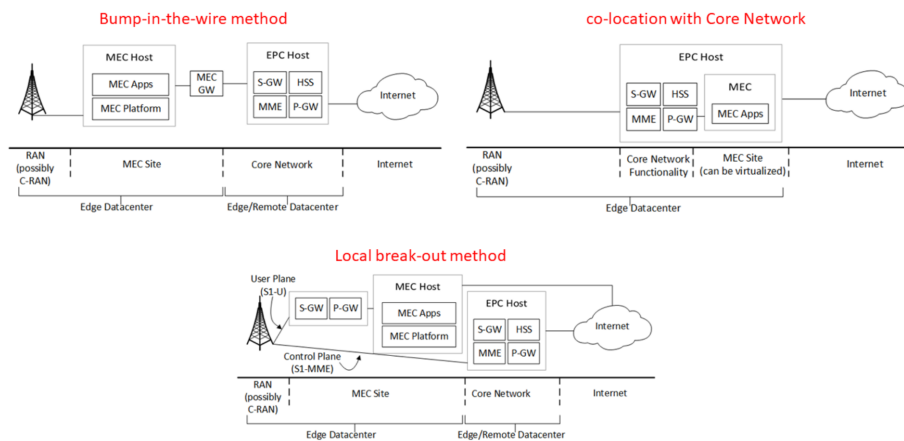 Bump-in-the-wire method
MEC Host
MEC Apps
MEC Platform
MEC
GW
EPC Host
S-GW HSS
MME P-GW
Internet
RAN
(possibly
C-RAN)
MEC Site
Core Network
Internet
Edge Datacenter
Edge/Remote Datacenter
co-location with Core Network
EPC Host
S-GW HSS
MME P-GW
MEC
MEC Apps
Internet
RAN
(possibly
C-RAN)
Core Network
Functionality
MEC Site
(can be virtualized)
Internet
Edge Datacenter
Local break-out method
User Plane
(S1-U)
S-GW P-GW
MEC Host
MEC Apps
MEC Platform
EPC Host
S-GW HSS
MME P-GW
Internet
Control Plane
(S1-MME)
RAN
(possibly
C-RAN)
MEC Site
Core Network
Internet
Edge Datacenter
Edge/Remote Datacenter